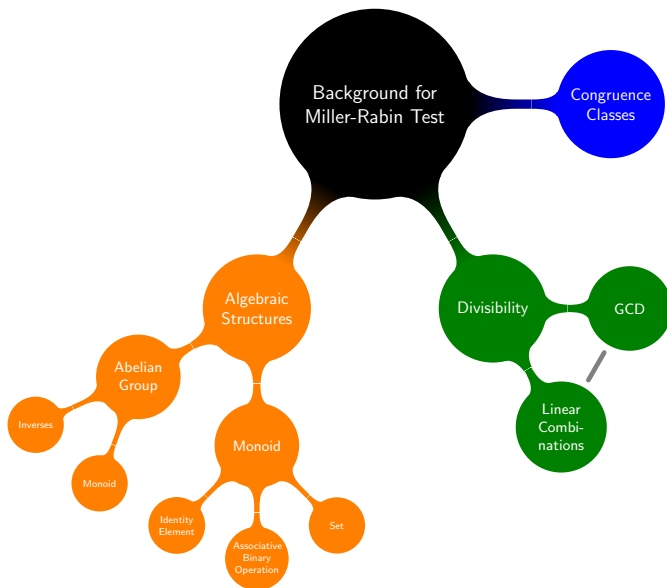 Background for
Miller-Rabin Test
Congruence
Classes
Algebraic
Structures
Divisibility
GCD
Abelian
Group
Linear
Combi-
nations
Inverses
Monoid
Monoid
Identity
Element
Associative
Binary
Operation
Set